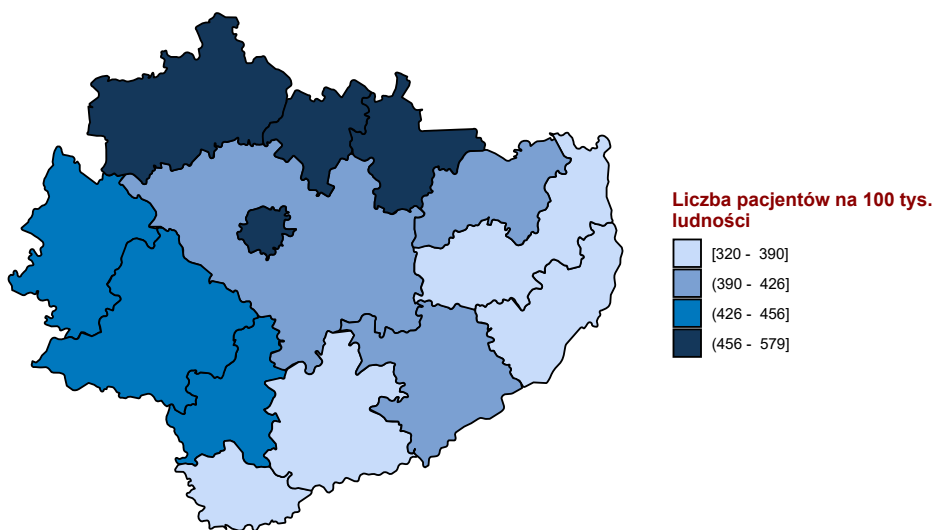 Liczba pacjentów na 100 tys.
ludności
[320 - 390]
(390 - 426]
(426 - 456]
(456 - 579]